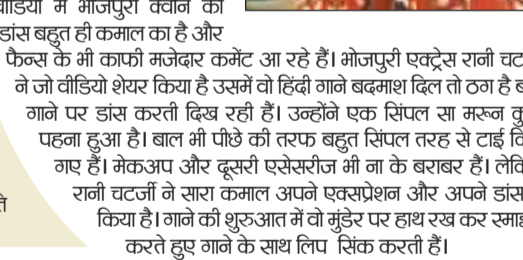 वीडियो में भोजपुरी क्वीन का
डांस बहुत ही कमाल का है और
फैन्स के भी काफी मजेदार कमेंट आ रहे हैं। भोजपुरी एक्ट्रेस रानी
ने जो वीडियो शेयर किया है उसमें वो हिंदी गाने बदमाश दिल तो ठग है
गाने पर डांस करती दिख रही हैं। उन्होंने एक सिंपल सा मरून
पहना हुआ है। बाल भी पीछे की तरफ बहुत सिंपल तरह से टाई
गए हैं। मेकअप और दूसरी एसेसरीज भी ना के बराबर हैं।
रानी चटर्जी ने सारा कमाल अपने एक्सप्रेशन और अपने डांस
किया है। गाने की शुरुआत में वो मुंडेर पर हाथ रख कर
करते हुए गाने के साथ लिप सिंक करती हैं।